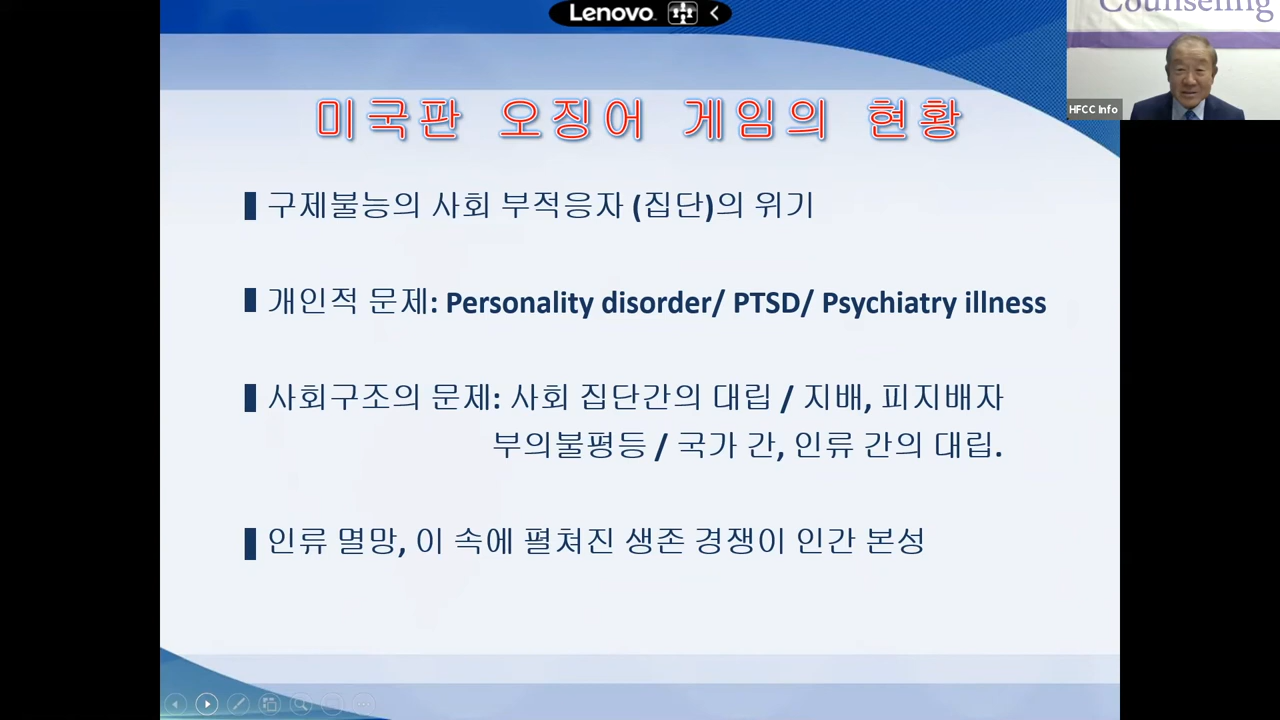 Lenovo
Counseling
HFCC Info
미국판 오징어 게임의 현황
구제불능의 사회 부적응자 (집단)의 위기
개인적 문제: Personality disorder/ PTSD/ Psychiatry illness
사회구조의 문제: 사회 집단간의 대립 / 지배, 피지배자
부의불평등 / 국가 간, 인류 간의 대립.
인류 멸망, 이 속에 펼쳐진 생존 경쟁이 인간 본성